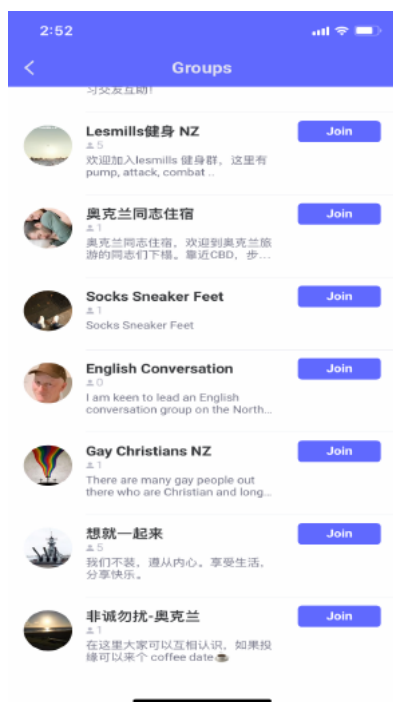 2:52
Groups
习交友互助!
Lesmills健身 NZ
5
Join
欢迎加入lesmills 健身群，这里有
pump, attack, combat ..
奥克兰同志住宿
1
Join
奥克兰同志住宿，欢迎到奥克兰旅
游的同志们下榻。靠近CBD，步...
Socks Sneaker Feet
1
Join
Socks Sneaker Feet
English Conversation
0
Join
I am keen to lead an English
conversation group on the North...
Gay Christians NZ
1
Join
There are many gay people out
there who are Christian and long...
想就一起来
5
Join
我们不装，遵从内心。享受生活，
分享快乐。
非诚勿扰-奥克兰
1
Join
在这里大家可以互相认识，如果投
缘可以来个 coffee date☕